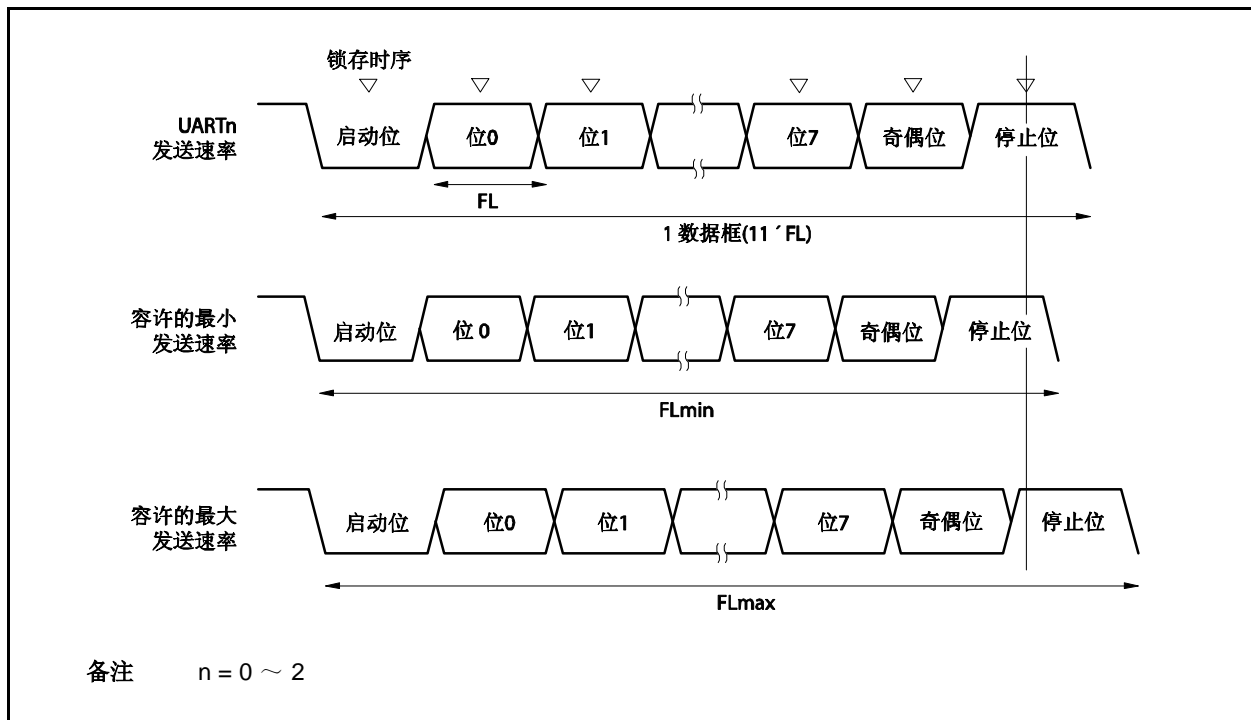 锁存时序
UARTn
发送速率
启动位 位0 位1 位7 奇偶位 停止位
FL
1 数据框(11 ´ FL)
容许的最小
发送速率
启动位 位 0 位1 位7 奇偶位 停止位
FLmin
容许的最大
发送速率
启动位 位0 位1 位7 奇偶位 停止位
FLmax
备注 n = 0 ～ 2